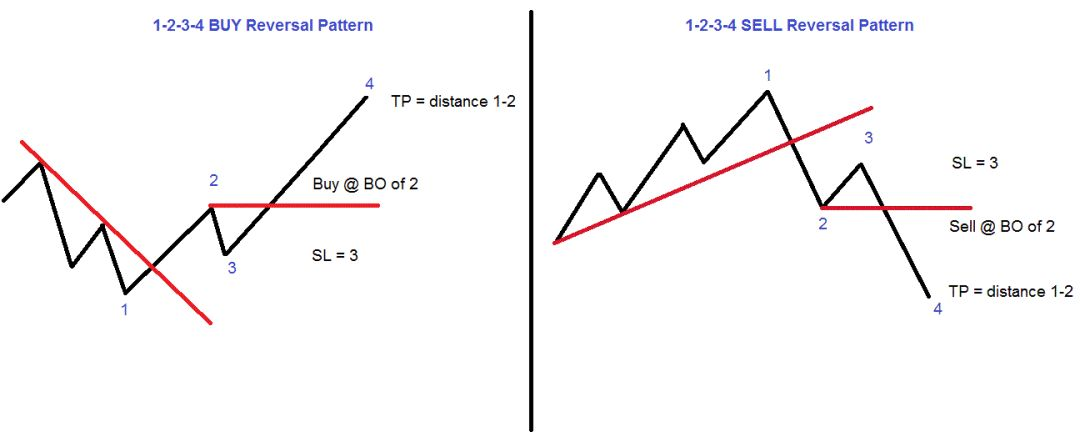 1-2-3-4 BUY Reversal Pattern
4
TP = distance 1-2
2
Buy @ BO of 2
3
SL = 3
1
1-2-3-4 SELL Reversal Pattern
1
3
SL = 3
2
Sell @ BO of 2
TP = distance 1-2
4